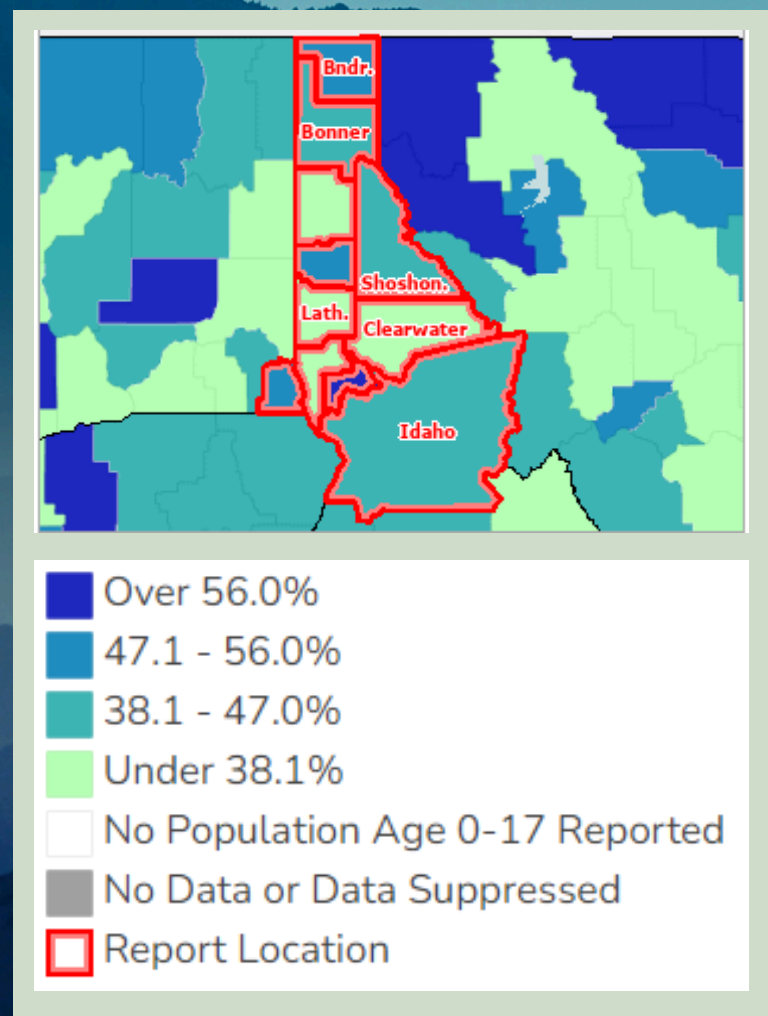 Bndr.
Bonner
Shoshon.
Lath.
Clearwater
Idaho
Over 56.0%
47.1 - 56.0%
38.1 - 47.0%
Under 38.1%
No Population Age 0-17 Reported
No Data or Data Suppressed
Report Location